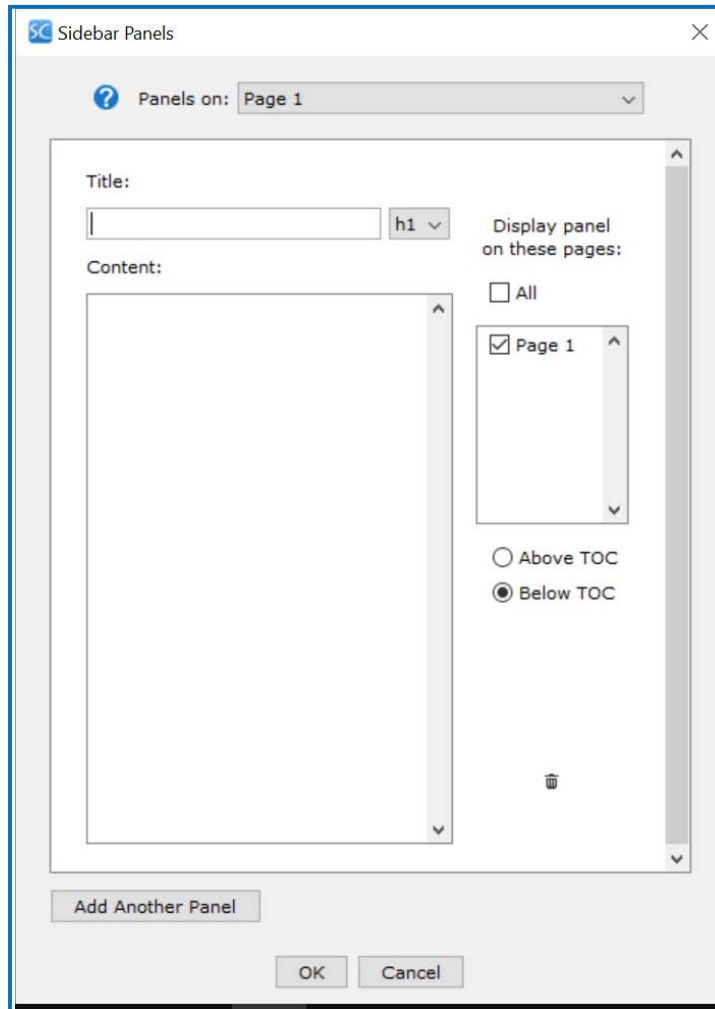 SC Sidebar Panels
? Panels on: Page 1
Title:
h1
Display panel
on these pages:
Content:
All
Page 1
Above TOC
Below TOC
Add Another Panel
OK Cancel